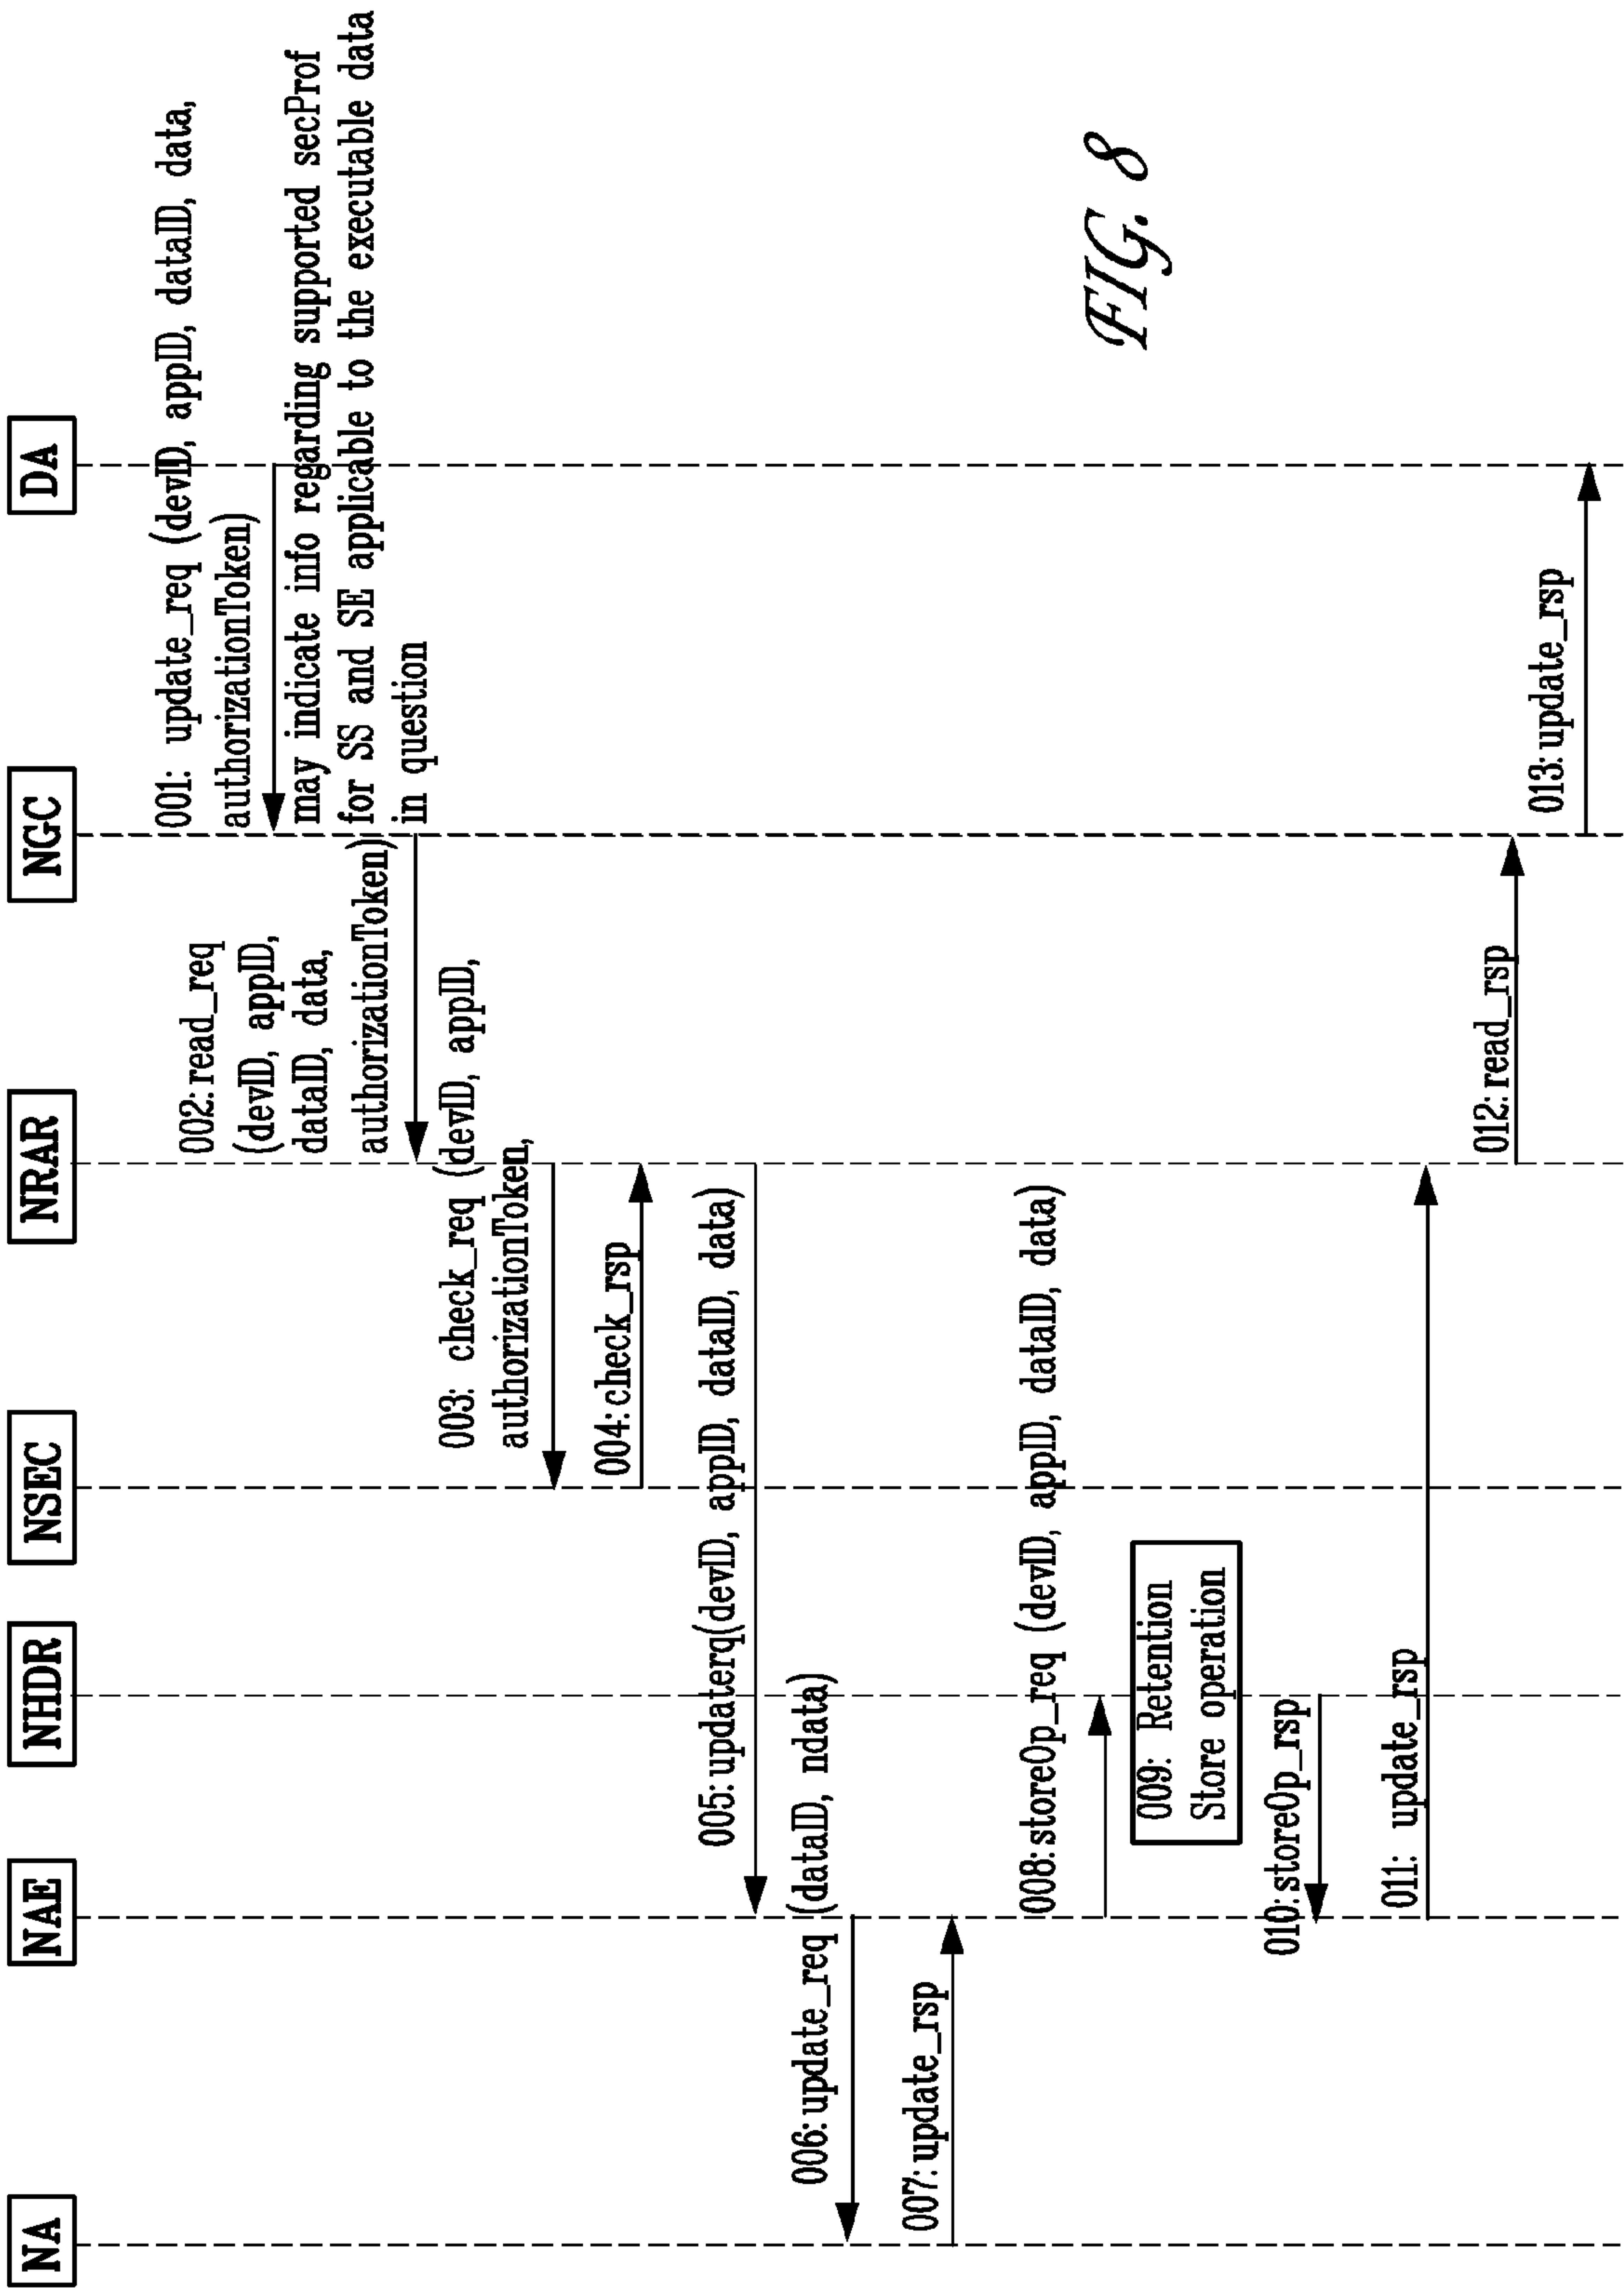 NA
NAE
NHDR
NSEC
NRAR
NGC
DA
001: update_req (devID, appID, dataID, data,
authorizationToken)
may indicate info regarding supported secProf
for SS and SE applicable to the executable data
in question
002: read_req
(devID, appID,
dataID, data,
authorizationToken)
003: check_req (devID, appID,
authorizationToken,
004: check_rsp
005: updaterq(devID, appID, dataID, data)
006: update_req (dataID, ndata)
007: update_rsp
008: storeOp_req (devID, appID, dataID, data)
009: Retention
Store operation
010: storeOp_rsp
011: update_rsp
012: read_rsp
013: update_rsp
FIG. 8